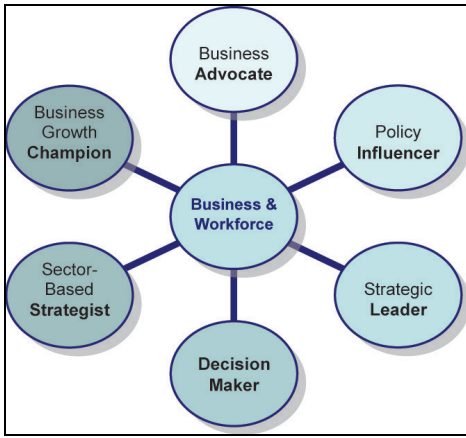 Business
Advocate
Business
Growth
Champion
Policy
Influencer
Business &
Workforce
Sector-
Based
Strategist
Strategic
Leader
Decision
Maker